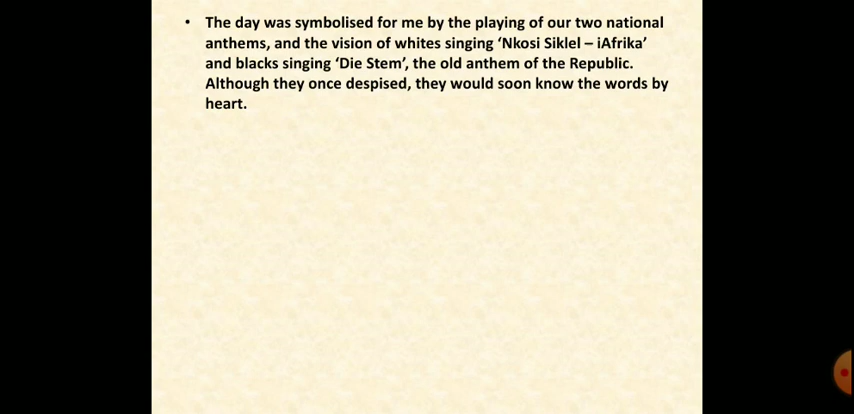 • The day was symbolised for me by the playing of our two national
anthems, and the vision of whites singing ‘Nkosi Siklel – iAfrika’
and blacks singing ‘Die Stem’, the old anthem of the Republic.
Although they once despised, they would soon know the words by
heart.